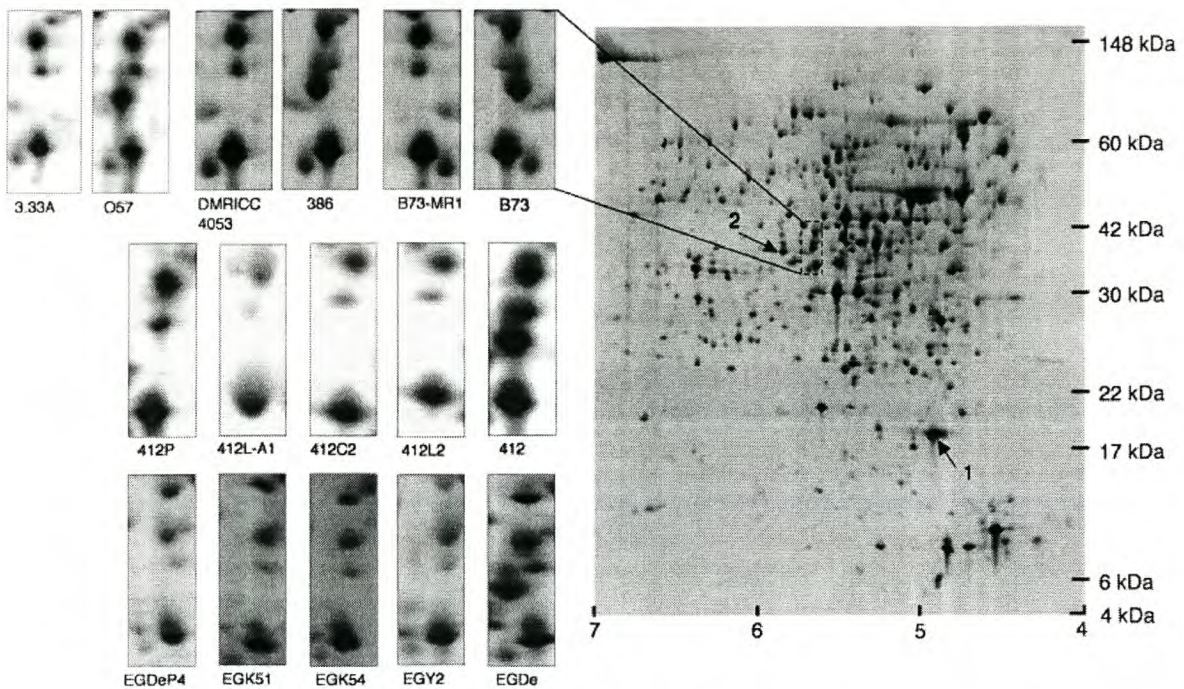 3.33A O57 DMRICC 4053 386 B73-MR1 B73
412P 412L-A1 412C2 412L2 412
EGDeP4 EGK51 EGK54 EGY2 EGDe
2
1
148 kDa
60 kDa
42 kDa
30 kDa
22 kDa
17 kDa
6 kDa
4 kDa
7 6 5 4